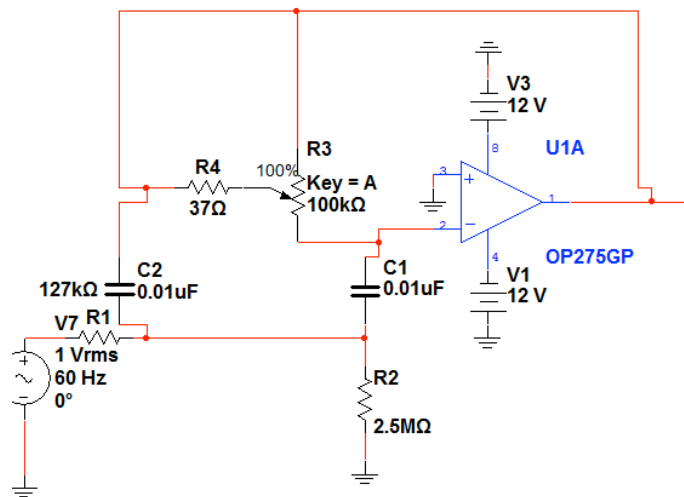 V3
12 V
8
U1A
R3
100%
Key = A
100kΩ
R4
37Ω
3
2
1
4
OP275GP
V1
12 V
C2
127kΩ
0.01uF
C1
0.01uF
V7
R1
1 Vrms
60 Hz
0°
R2
2.5MΩ